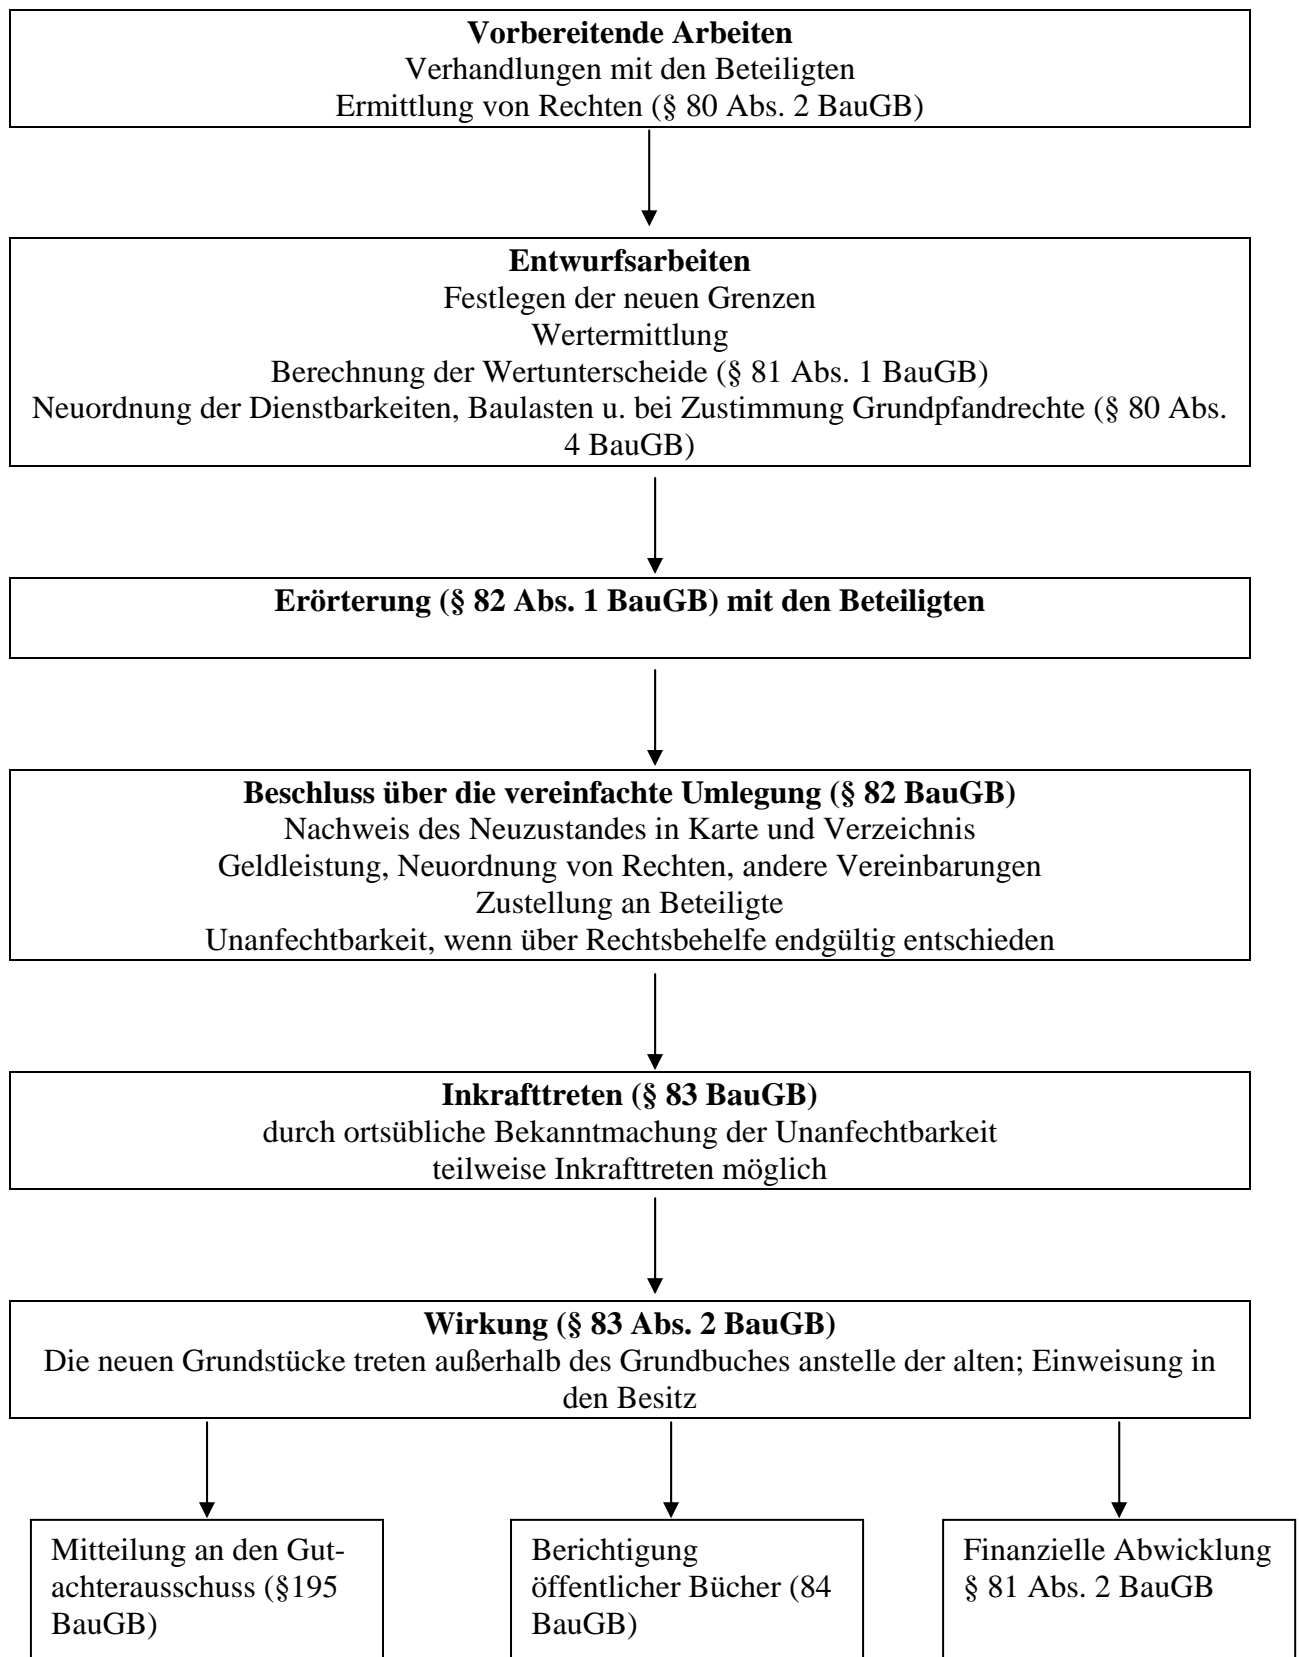 Vorbereitende Arbeiten
Verhandlungen mit den Beteiligten
Ermittlung von Rechten (§ 80 Abs. 2 BauGB)
Entwurfsarbeiten
Festlegen der neuen Grenzen
Wertermittlung
Berechnung der Wertunterscheide (§ 81 Abs. 1 BauGB)
Neuordnung der Dienstbarkeiten, Baulasten u. bei Zustimmung Grundpfandrechte (§ 80 Abs.
4 BauGB)
Erörterung (§ 82 Abs. 1 BauGB) mit den Beteiligten
Beschluss über die vereinfachte Umlegung (§ 82 BauGB)
Nachweis des Neuzustandes in Karte und Verzeichnis
Geldleistung, Neuordnung von Rechten, andere Vereinbarungen
Zustellung an Beteiligte
Unanfechtbarkeit, wenn über Rechtsbehelfe endgültig entschieden
Inkrafttreten (§ 83 BauGB)
durch ortsübliche Bekanntmachung der Unanfechtbarkeit
teilweise Inkrafttreten möglich
Wirkung (§ 83 Abs. 2 BauGB)
Die neuen Grundstücke treten außerhalb des Grundbuches anstelle der alten; Einweisung in
den Besitz
Mitteilung an den Gut-
achterausschuss (§195
BauGB)
Berichtigung
öffentlicher Bücher (84
BauGB)
Finanzielle Abwicklung
§ 81 Abs. 2 BauGB